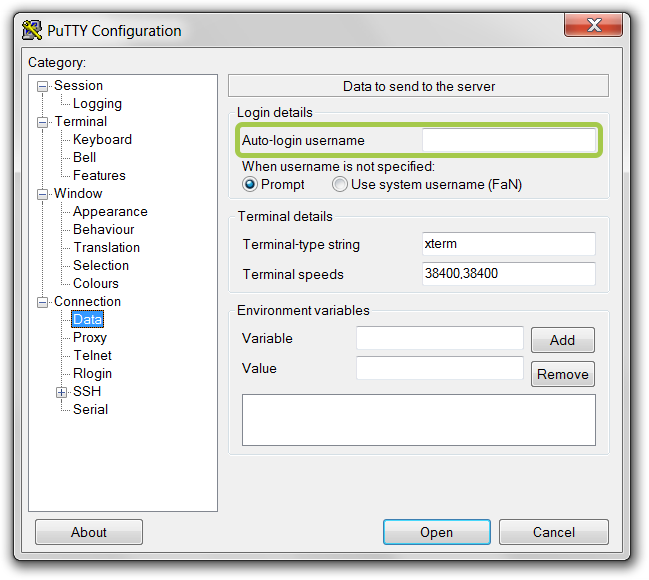 PuTTY Configuration
Category:
Session
Logging
Terminal
Keyboard
Bell
Features
Window
Appearance
Behaviour
Translation
Selection
Colours
Connection
Data
Proxy
Telnet
Rlogin
SSH
Serial
Data to send to the server
Login details
Auto-login username
When username is not specified:
Prompt Use system username (FaN)
Terminal details
Terminal-type string xterm
Terminal speeds 38400,38400
Environment variables
Variable Add
Value Remove
About Open Cancel